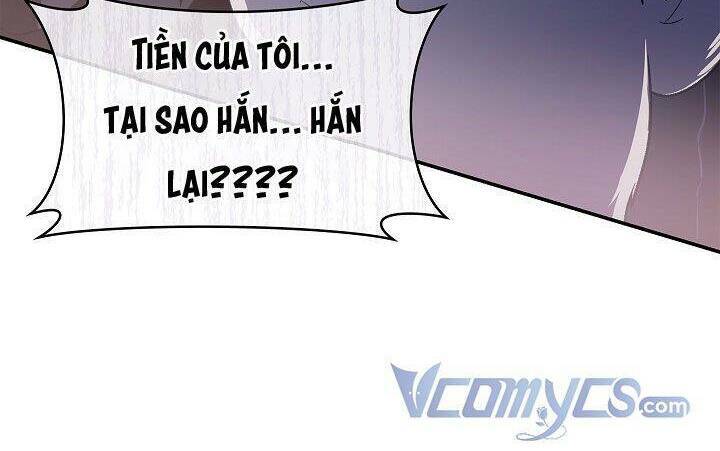 TIỀN CỦA TÔI...
TẠI SAO HẮN... HẮN
LẠI????
VCOMYCS.com